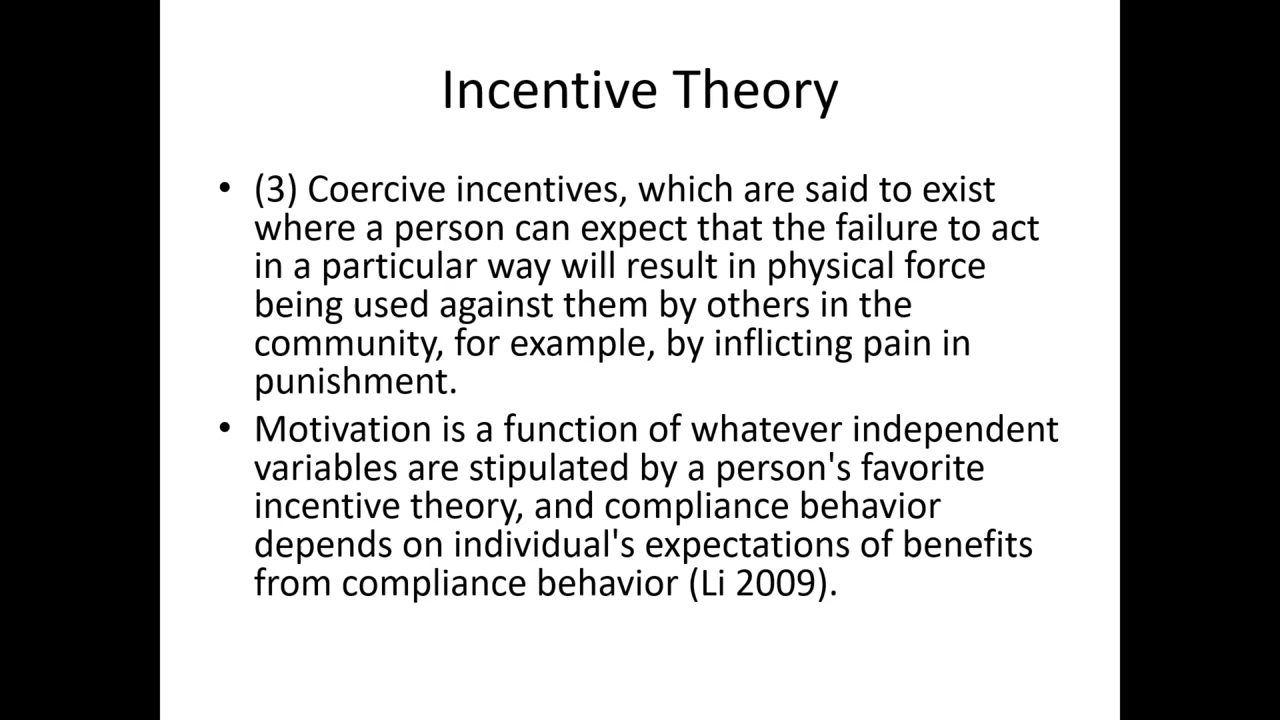 Incentive Theory
• (3) Coercive incentives, which are said to exist
where a person can expect that the failure to act
in a particular way will result in physical force
being used against them by others in the
community, for example, by inflicting pain in
punishment.
• Motivation is a function of whatever independent
variables are stipulated by a person's favorite
incentive theory, and compliance behavior
depends on individual's expectations of benefits
from compliance behavior (Li 2009).